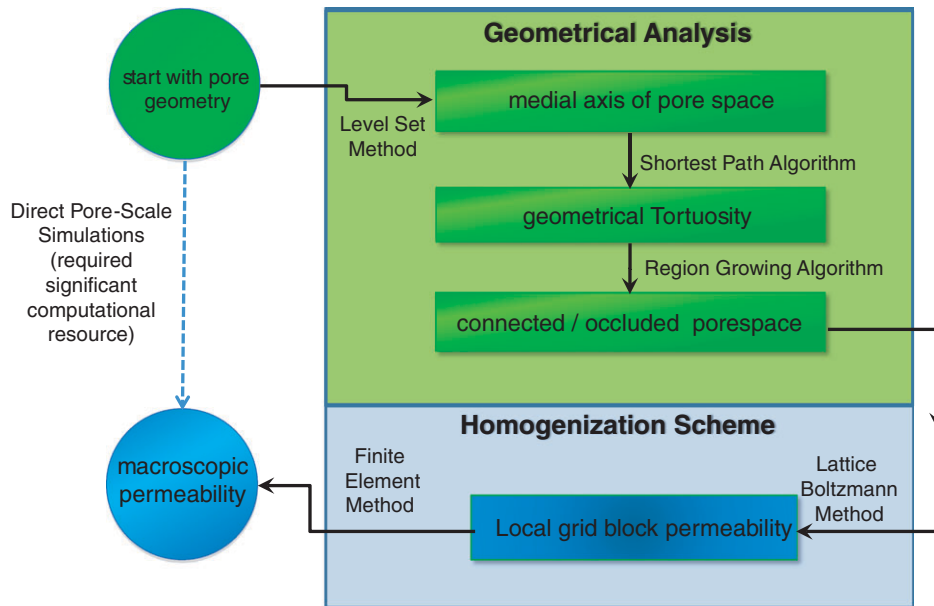 Geometrical Analysis
start with pore
geometry
medial axis of pore space
Level Set
Method
Shortest Path Algorithm
geometrical Tortuosity
Direct Pore-Scale
Simulations
(required
significant
computational
resource)
Region Growing Algorithm
connected / occluded porespace
Homogenization Scheme
macroscopic
permeability
Finite
Element
Method
Local grid block permeability
Lattice
Boltzmann
Method